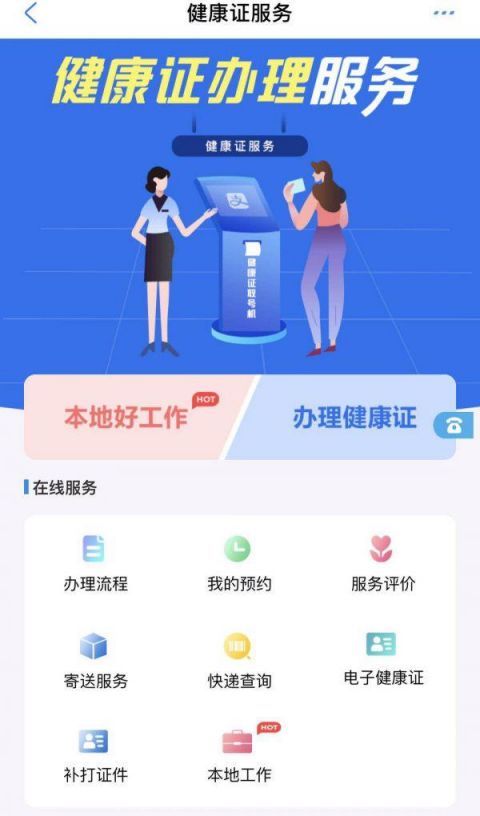 健康证服务
健康证办理服务
健康证服务
支
健康证取号机
本地好工作
HOT
办理健康证
在线服务
办理流程
我的预约
服务评价
寄送服务
快递查询
电子健康证
补打证件
HOT
本地工作